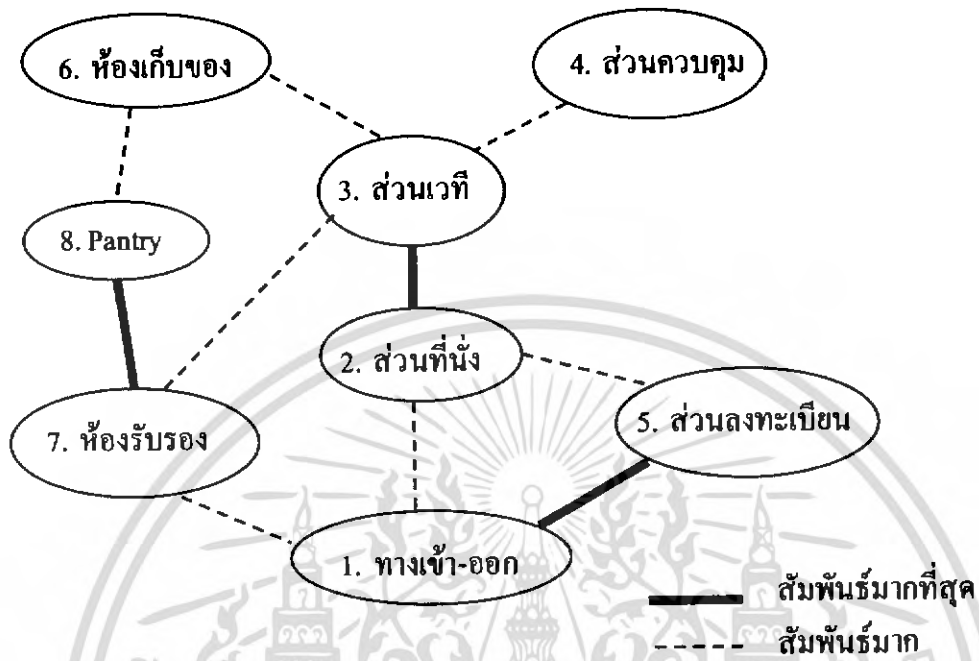 6. ห้องเก็บของ
4. ส่วนควบคุม
3. ส่วนเวที
8. Pantry
2. ส่วนที่นั่ง
5. ส่วนลงทะเบียน
7. ห้องรับรอง
1. ทางเข้า-ออก
สัมพันธ์มากที่สุด
สัมพันธ์มาก